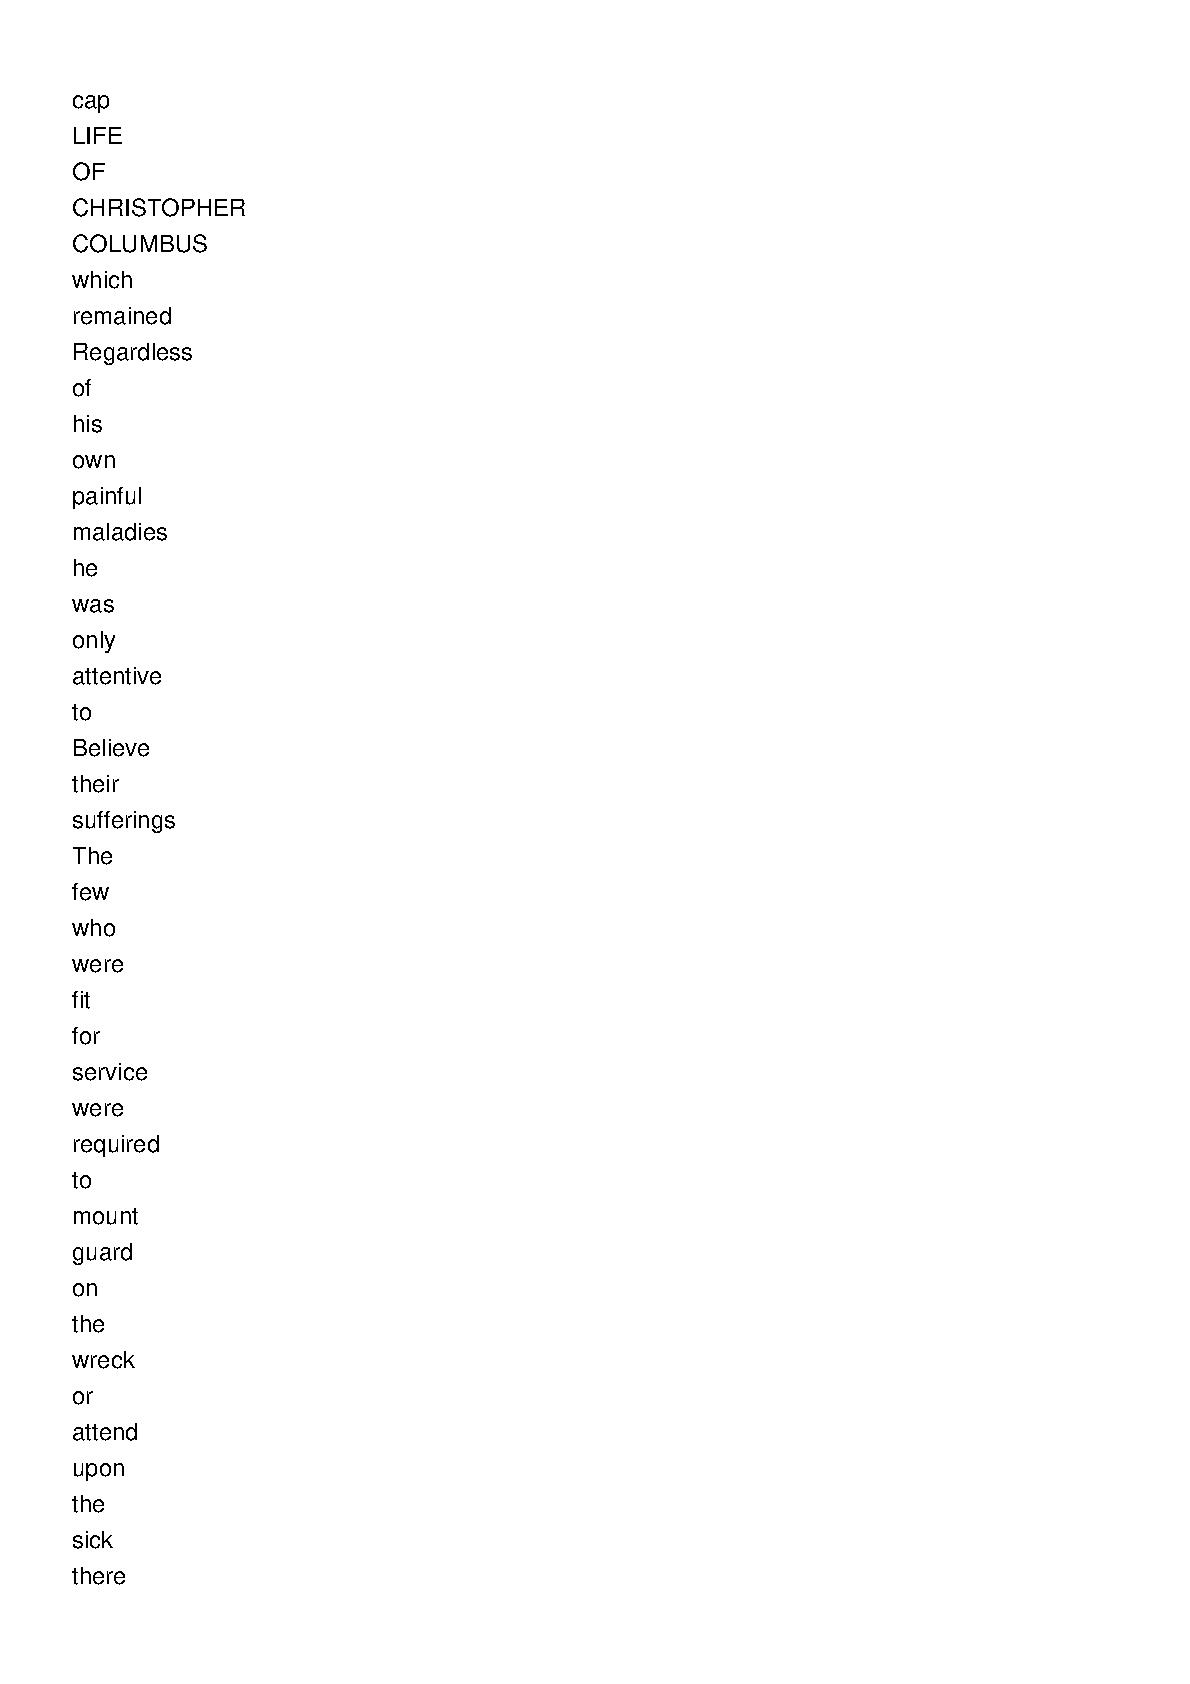 cap
LIFE
OF
CHRISTOPHER
COLUMBUS
which
remained
Regardless
of
his
own
painful
maladies
he
was
only
attentive
to
Believe
their
sufferings
The
few
who
were
fit
for
service
were
required
to
mount
guard
on
the
wreck
or
attend
upon
the
sick
there